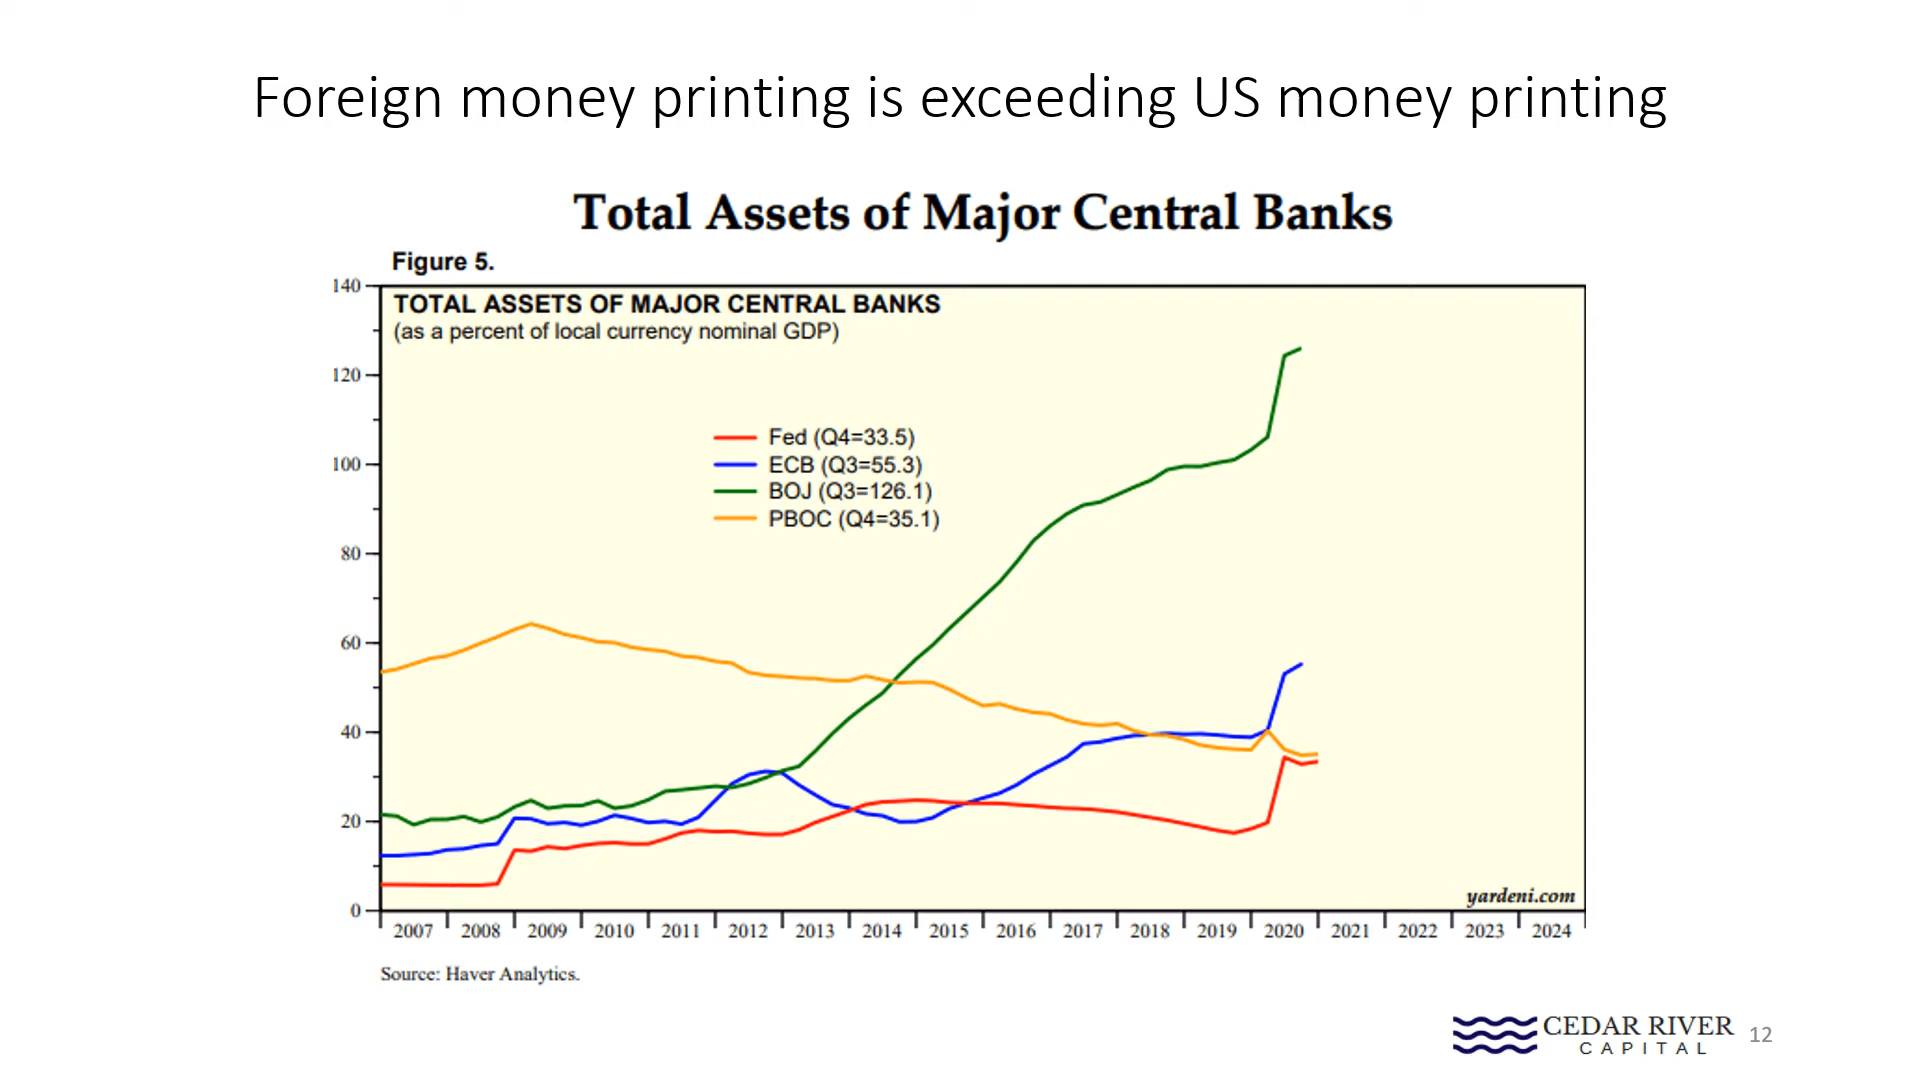 Foreign money printing is exceeding US money printing
Total Assets of Major Central Banks
Figure 5.
140
TOTAL ASSETS OF MAJOR CENTRAL BANKS
(as a percent of local currency nominal GDP)
120
Fed (Q4=33.5)
ECB (Q3=55.3)
BOJ (Q3=126.1)
PBOC (Q4=35.1)
100
80
60
40
20
0
yardeni.com
2007 2008 2009 2010 2011 2012 2013 2014 2015 2016 2017 2018 2019 2020 2021 2022 2023 2024
Source: Haver Analytics.
CEDAR RIVER
CAPITAL
12